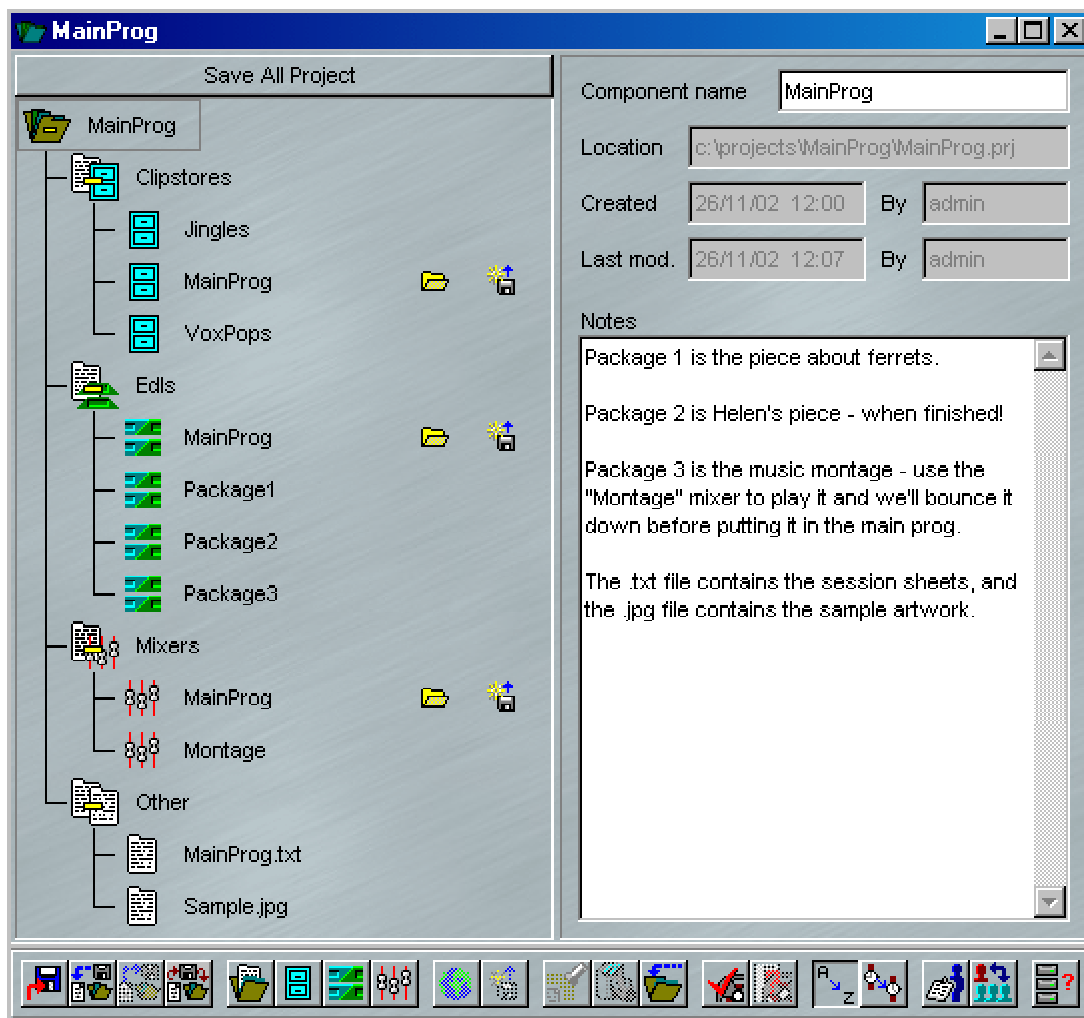 MainProg
Save All Project
MainProg
Clipstores
Jingles
MainProg
VoxPops
Edls
MainProg
Package1
Package2
Package3
Mixers
MainProg
Montage
Other
MainProg.txt
Sample.jpg
Component name MainProg
Location c:\projects\MainProg\MainProg.prj
Created 26/11/02 12:00 By admin
Last mod. 26/11/02 12:07 By admin
Notes
Package 1 is the piece about ferrets.
Package 2 is Helen's piece - when finished!
Package 3 is the music montage - use the
"Montage" mixer to play it and we'll bounce it
down before putting it in the main prog.
The .txt file contains the session sheets, and
the .jpg file contains the sample artwork.
A Z
?